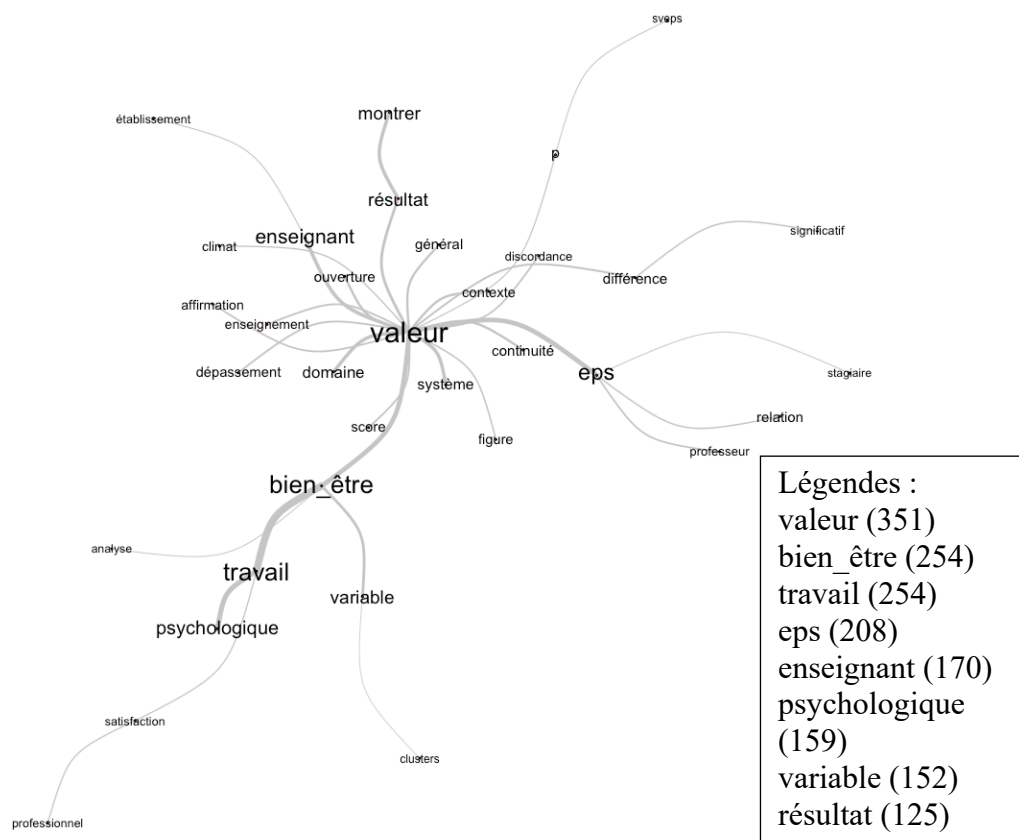 sveps
montrer
établissement
p
résultat
significatif
enseignant
climat
général
discordance
ouverture
différence
contexte
affirmation
enseignement
valeur
continuité
dépassement
domaine
eps
stagiaire
système
relation
score
figure
professeur
bien_être
analyse
travail
variable
psychologique
satisfaction
clusters
professionnel
Légendes :
valeur (351)
bien_être (254)
travail (254)
eps (208)
enseignant (170)
psychologique
(159)
variable (152)
résultat (125)